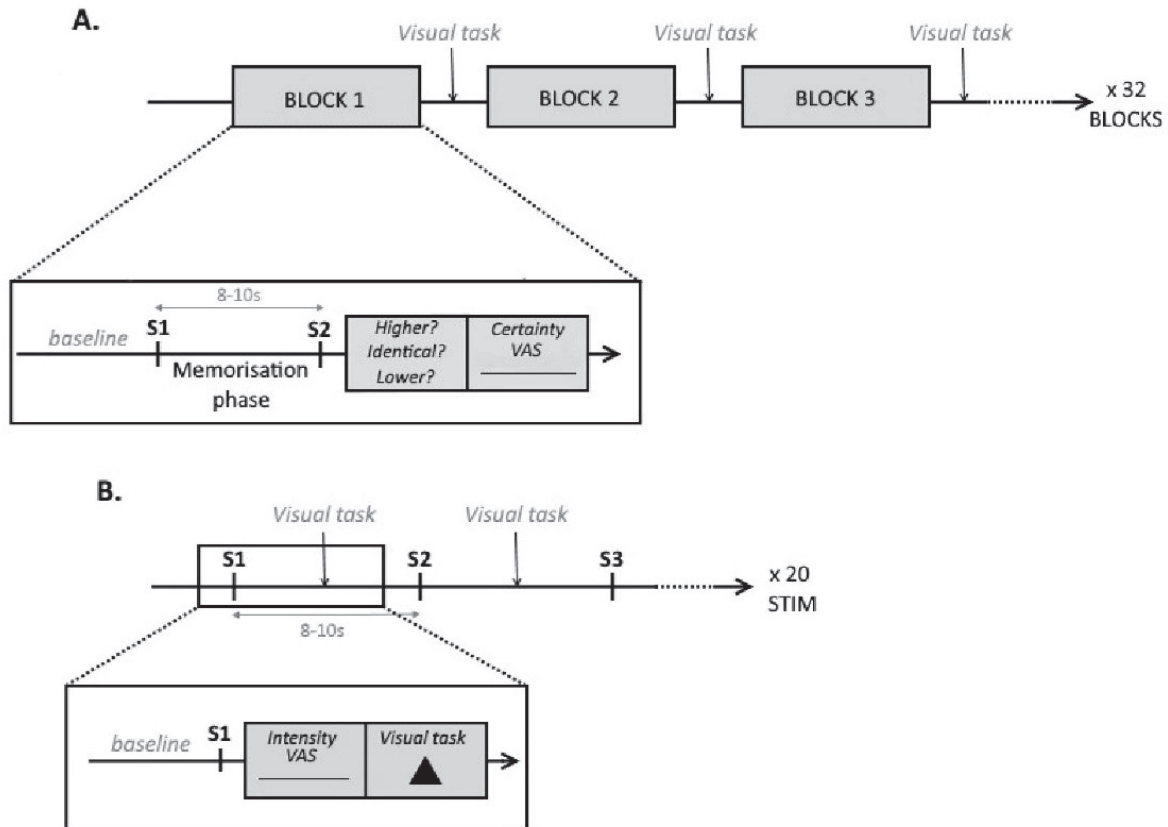 A.
Visual task
Visual task
Visual task
BLOCK 1
BLOCK 2
BLOCK 3
x 32
BLOCKS
8-10s
baseline
S1
S2
Memorisation
phase
Higher?
Identical?
Lower?
Certainty
VAS
B.
Visual task
Visual task
S1
S2
S3
x 20
STIM
8-10s
baseline
S1
Intensity
VAS
Visual task